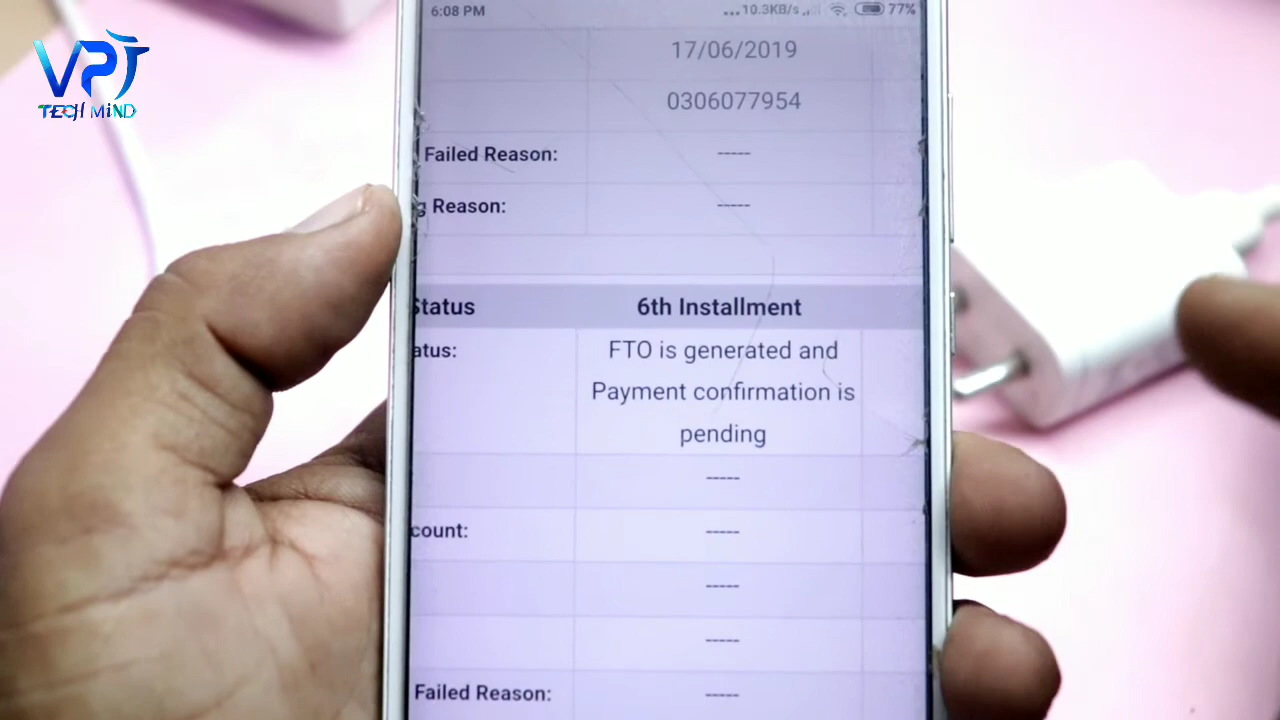 6:08 PM ...10.3KB/s 77%
VPT
TECH MiND
17/06/2019
0306077954
Failed Reason: -----
g Reason: -----
Status 6th Installment
atus: FTO is generated and
Payment confirmation is
pending
-----
count: -----
-----
-----
Failed Reason: -----